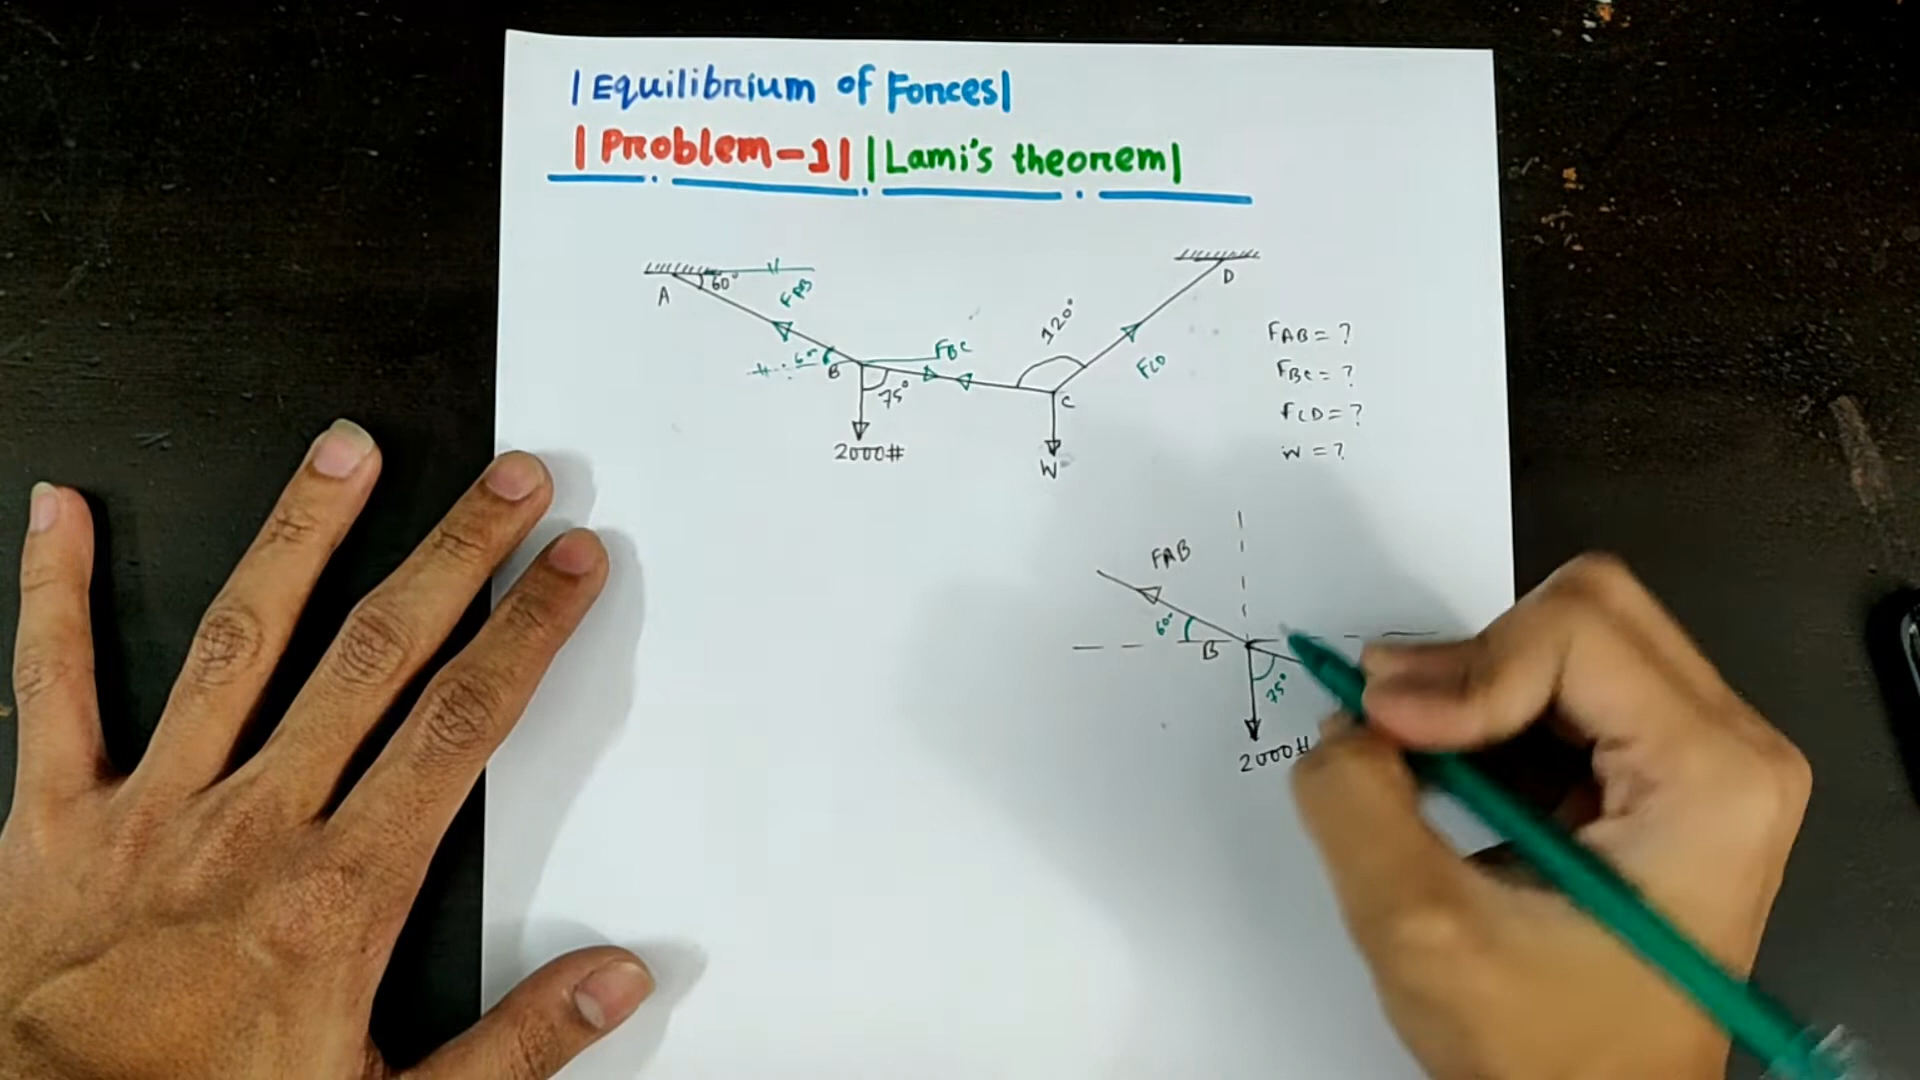 |Equilibrium of Forces|
|Problem-1| |Lami's theorem|
A
60°
FAB
60°
B
75°
2000#
FBC
120°
C
W
FCD
D
FAB = ?
FBC = ?
FCD = ?
W = ?
FAB
60°
B
75°
2000#